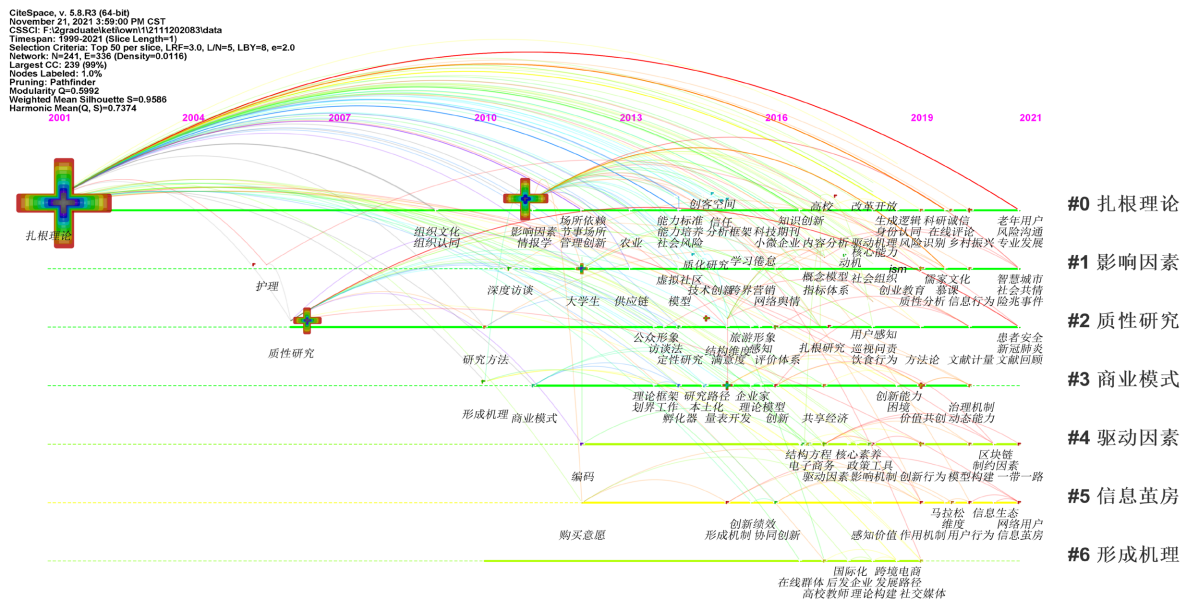 CiteSpace, v. 5.8.R3 (64-bit)
November 21, 2021 3:59:00 PM CST
CSSCI: F:\2graduate\keti\own\1\2111202083\data
Timespan: 1999-2021 (Slice Length=1)
Selection Criteria: Top 50 per slice, LRF=3.0, L/N=5, LBY=8, e=2.0
Network: N=241, E=336 (Density=0.0116)
Largest CC: 239 (99%)
Nodes Labeled: 1.0%
Pruning: Pathfinder
Modularity Q=0.5992
Weighted Mean Silhouette S=0.9586
Harmonic Mean(Q, S)=0.7374
2001 2004 2007 2010 2013 2016 2019 2021
创客空间 高校 改革开放
#0 扎根理论
场所依赖 能力标准 信任 知识创新 生成逻辑 科研诚信 老年用户
扎根理论 组织文化 影响因素 节事场所 能力培养 分析框架 科技期刊 身份认同 在线评论 风险沟通
组织认同 情报学 管理创新 农业 社会风险 小微企业 内容分析 驱动机理 风险识别 乡村振兴 专业发展
核心能力
质化研究 学习倦怠 动机 ism
#1 影响因素
护理 虚拟社区 概念模型 社会组织 儒家文化 智慧城市
深度访谈 技术创新 跨界营销 指标体系 创业教育 慕课 社会共情
大学生 供应链 模型 网络舆情 质性分析 信息行为 险兆事件
#2 质性研究
公众形象 旅游形象 用户感知 患者安全
质性研究 访谈法 结构维度 感知 扎根研究 巡视问责 新冠肺炎
研究方法 定性研究 满意度 评价体系 饮食行为 方法论 文献计量 文献回顾
#3 商业模式
理论框架 研究路径 企业家 创新能力
形成机理 划界工作 本土化 理论模型 困境 治理机制
商业模式 孵化器 量表开发 创新 共享经济 价值共创 动态能力
#4 驱动因素
结构方程 核心素养 区块链
电子商务 政策工具 制约因素
编码 驱动因素 影响机制 创新行为 模型构建 一带一路
#5 信息茧房
马拉松 信息生态
创新绩效 维度 网络用户
购买意愿 形成机制 协同创新 感知价值 作用机制 用户行为 信息茧房
#6 形成机理
国际化 跨境电商
在线群体 后发企业 发展路径
高校教师 理论构建 社交媒体